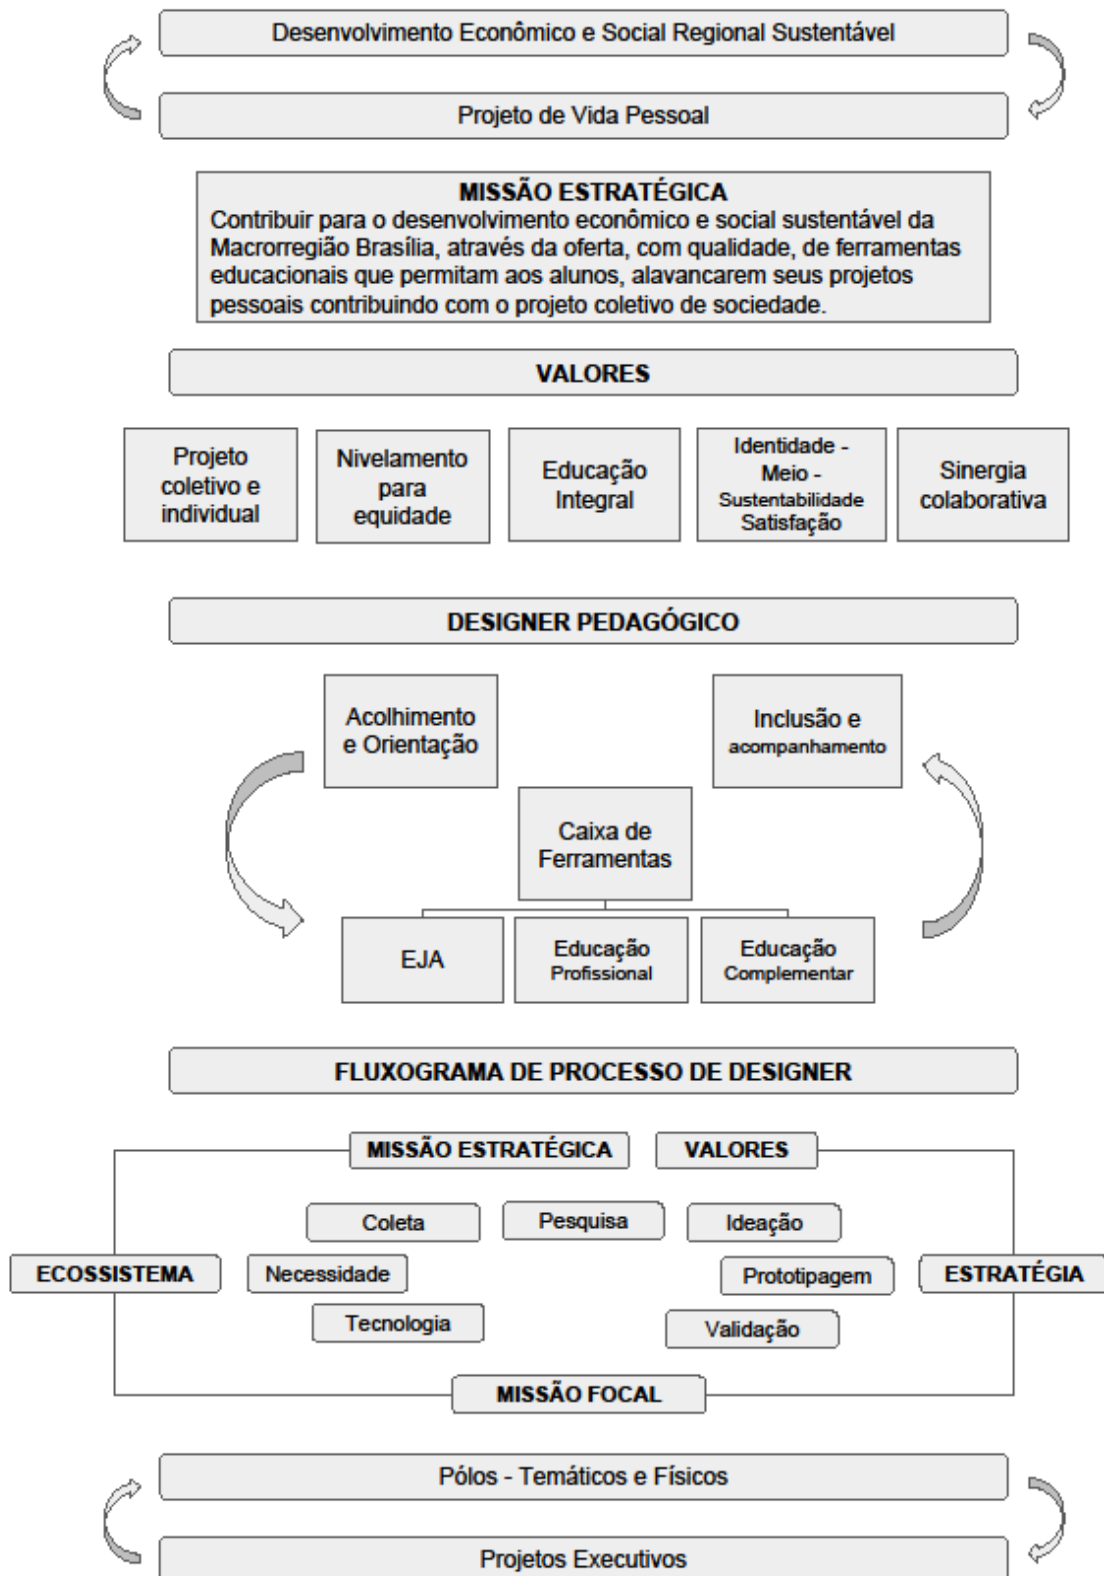 Desenvolvimento Econômico e Social Regional Sustentável
Projeto de Vida Pessoal
MISSÃO ESTRATÉGICA
Contribuir para o desenvolvimento econômico e social sustentável da
Macrorregião Brasília, através da oferta, com qualidade, de ferramentas
educacionais que permitam aos alunos, alavancarem seus projetos
pessoais contribuindo com o projeto coletivo de sociedade.
VALORES
Projeto
coletivo e
individual
Nivelamento
para
equidade
Educação
Integral
Identidade -
Meio -
Sustentabilidade
Satisfação
Sinergia
colaborativa
DESIGNER PEDAGÓGICO
Acolhimento
e Orientação
Inclusão e
acompanhamento
Caixa de
Ferramentas
EJA
Educação
Profissional
Educação
Complementar
FLUXOGRAMA DE PROCESSO DE DESIGNER
MISSÃO ESTRATÉGICA
VALORES
Coleta
Pesquisa
Ideação
ECOSSISTEMA
Necessidade
Prototipagem
ESTRATÉGIA
Tecnologia
Validação
MISSÃO FOCAL
Pólos - Temáticos e Físicos
Projetos Executivos